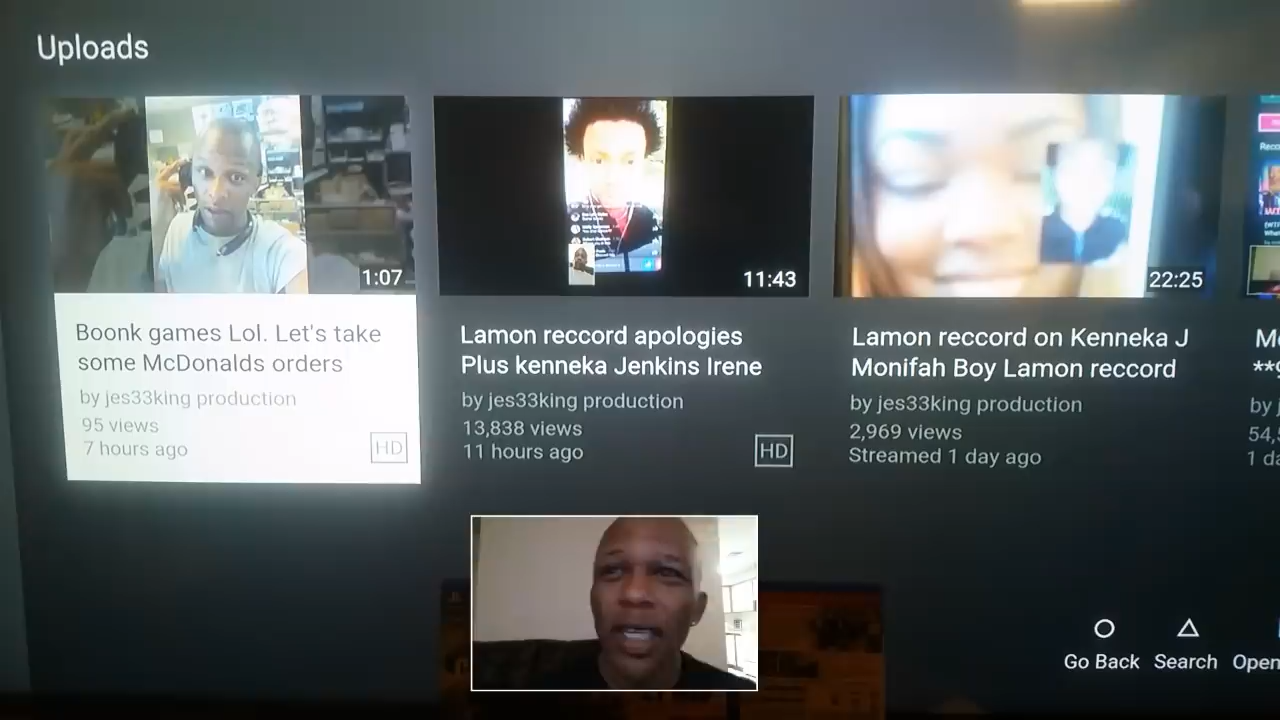 Uploads
1:07
11:43
22:25
Boonk games Lol. Let's take
some McDonalds orders
by jes33king production
95 views
7 hours ago
HD
Lamon reccord apologies
Plus kenneka Jenkins Irene
by jes33king production
13,838 views
11 hours ago
HD
Lamon reccord on Kenneka J
Monifah Boy Lamon reccord
by jes33king production
2,969 views
Streamed 1 day ago
Go Back
Search